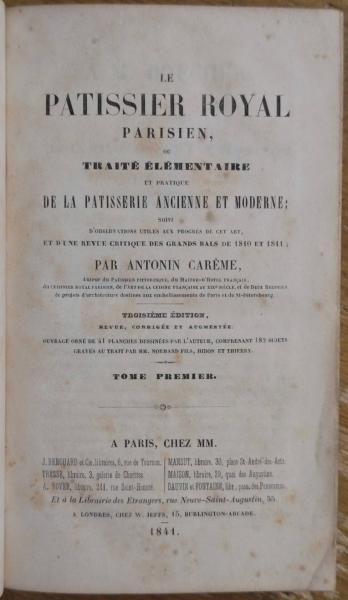 LE
PATISSIER ROYAL
PARISIEN,
OU
TRAITÉ ÉLÉMENTAIRE
ET PRATIQUE
DE LA PATISSERIE ANCIENNE ET MODERNE;
SUIVI
D'OBSERVATIONS UTILES AUX PROGRÈS DE CET ART,
ET D'UNE REVUE CRITIQUE DES GRANDS BALS DE 1810 ET 1811;
PAR ANTONIN CARÊME,
Auteur du Patissier pittoresque, du Maître-d'Hôtel français,
du Cuisinier royal parisien, de l'Art de la cuisine française au XIXe siècle, et de deux Recueils
de projets d'architecture destinés aux embellissements de Paris et de St-Pétersbourg.
TROISIÈME ÉDITION,
REVUE, CORRIGÉE ET AUGMENTÉE.
OUVRAGE ORNÉ DE 41 PLANCHES DESSINÉES PAR L'AUTEUR, COMPRENANT 182 SUJETS
GRAVÉS AU TRAIT PAR MM. NORMAND FILS, HIBON ET THIERRY.
TOME PREMIER.
A PARIS, CHEZ MM.
J. RENOUARD et Cie, libraires, 6, rue de Tournon.
TRESSE, libraire, 3, galerie de Chartres.
A. ROYER, libraire, 241, rue Saint-Honoré.
MANSUT, libraire, 30, place St-André-des-Arts.
MAISON, libraire, 29, quai des Augustins.
DAUVIN et FONTAINE, libr., pass. des Panoramas.
Et à la Librairie des Etrangers, rue Neuve-Saint-Augustin, 55.
A LONDRES, CHEZ W. JEFFS, 15, BURLINGTON-ARCADE.
1841.